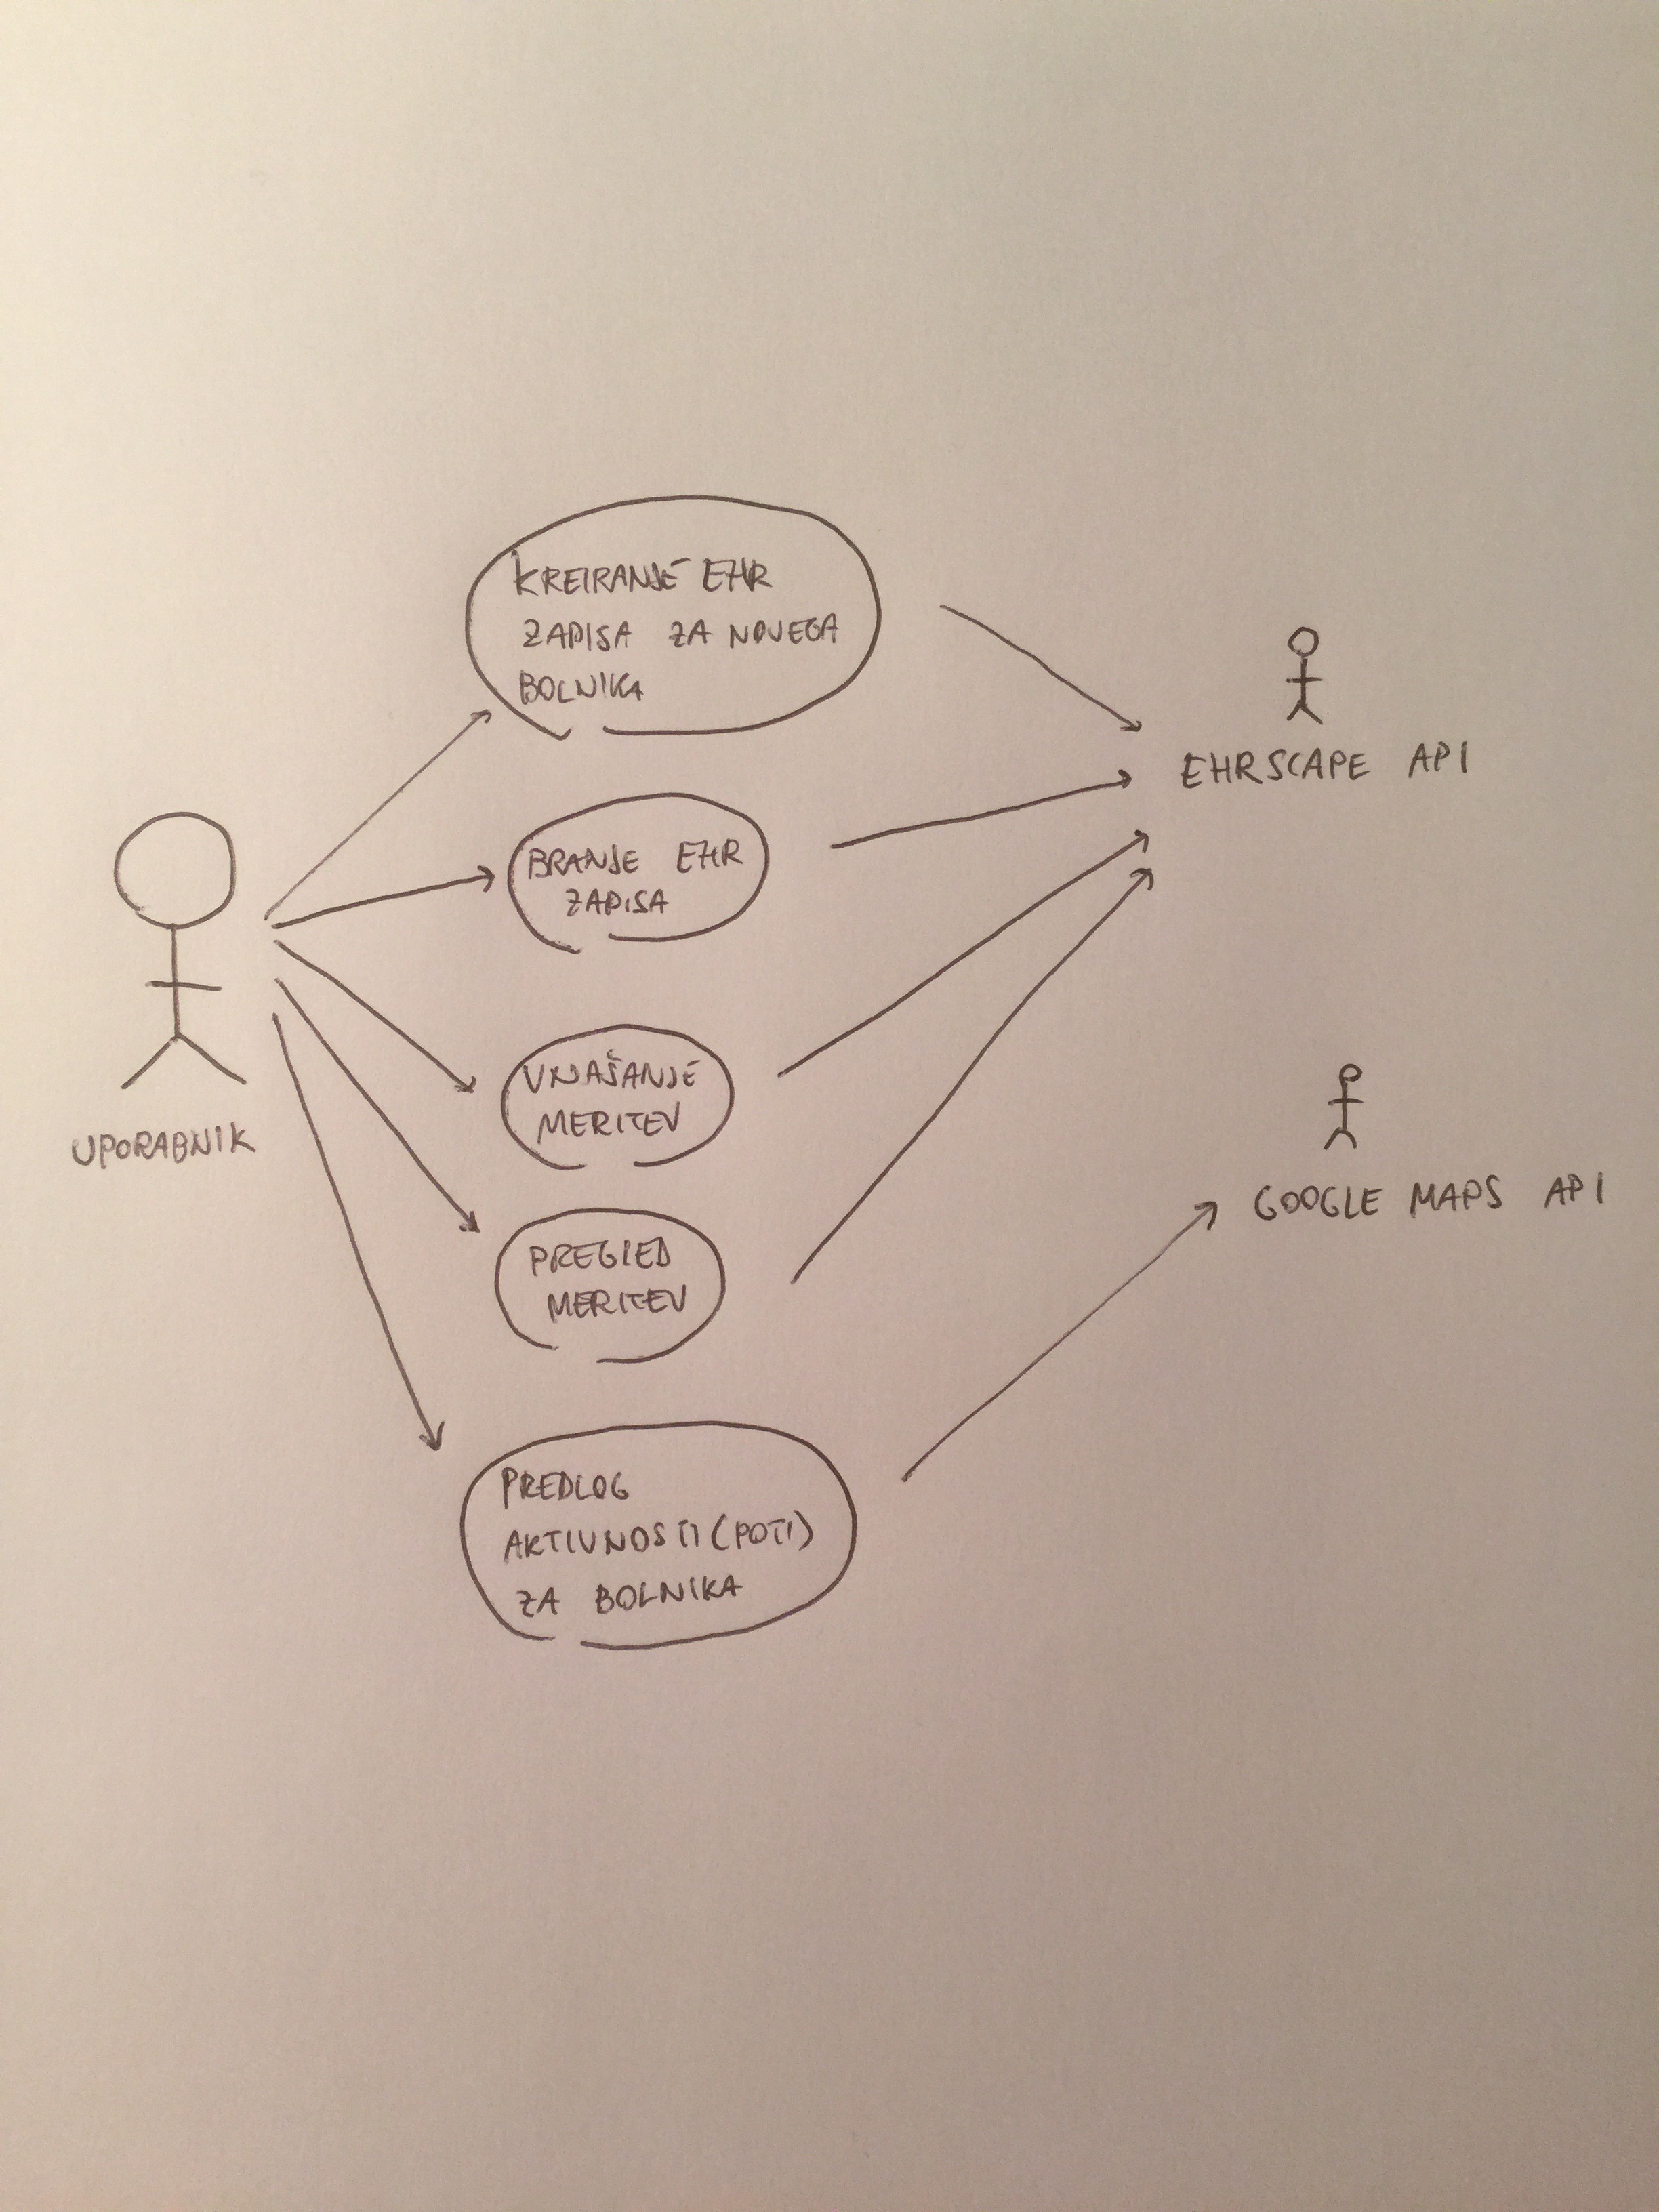 KREIRANJE EHR
ZAPISA ZA NOVEGA
BOLNIKA
EHRSCAPE API
BRANJE EHR
ZAPISA
UPORABNIK
VNAŠANJE
MERITEV
GOOGLE MAPS API
PREGLED
MERITEV
PREDLOG
AKTIVNOSTI (POTI)
ZA BOLNIKA